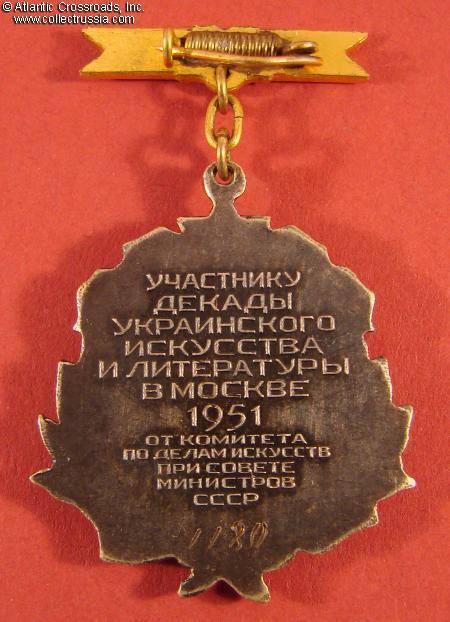 © Atlantic Crossroads, Inc.
www.collectrussia.com
УЧАСТНИКУ
ДЕКАДЫ
УКРАИНСКОГО
ИСКУССТВА
И ЛИТЕРАТУРЫ
В МОСКВЕ
1951
ОТ КОМИТЕТА
ПО ДЕЛАМ ИСКУССТВ
ПРИ СОВЕТЕ
МИНИСТРОВ
СССР
1180